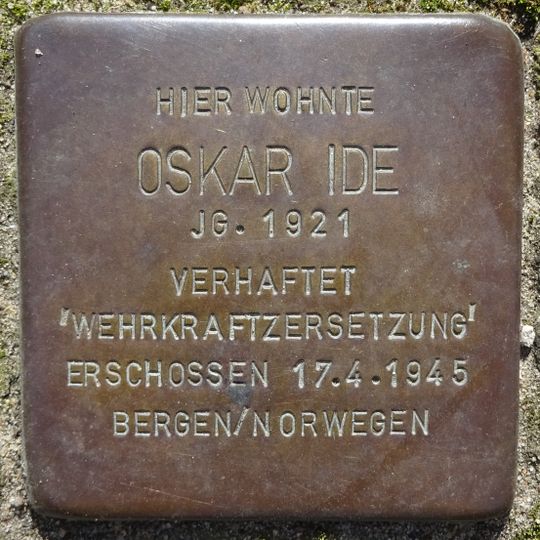 HIER WOHNTE
OSKAR IDE
JG. 1921
VERHAFTET
'WEHRKRAFTZERSETZUNG'
ERSCHOSSEN 17.4.1945
BERGEN/NORWEGEN